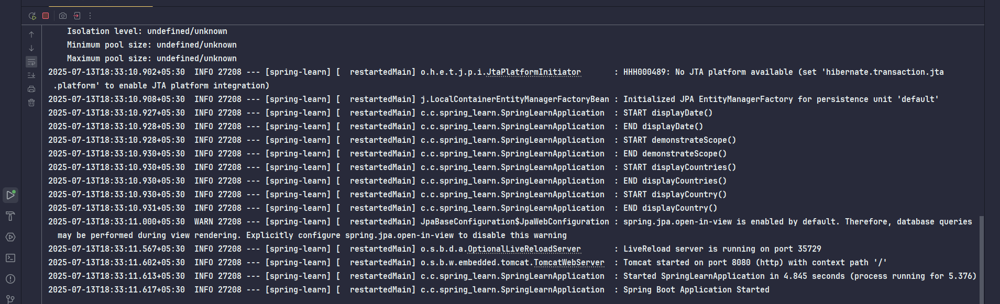 Isolation level: undefined/unknown
Minimum pool size: undefined/unknown
Maximum pool size: undefined/unknown
2025-07-13T18:33:10.902+05:30  INFO 27208 --- [spring-learn] [  restartedMain] o.h.e.t.j.p.i.JtaPlatformInitiator       : HHH000489: No JTA platform available (set 'hibernate.transaction.jta
.platform' to enable JTA platform integration)
2025-07-13T18:33:10.908+05:30  INFO 27208 --- [spring-learn] [  restartedMain] j.LocalContainerEntityManagerFactoryBean : Initialized JPA EntityManagerFactory for persistence unit 'default'
2025-07-13T18:33:10.927+05:30  INFO 27208 --- [spring-learn] [  restartedMain] c.c.spring_learn.SpringLearnApplication  : START displayDate()
2025-07-13T18:33:10.928+05:30  INFO 27208 --- [spring-learn] [  restartedMain] c.c.spring_learn.SpringLearnApplication  : END displayDate()
2025-07-13T18:33:10.928+05:30  INFO 27208 --- [spring-learn] [  restartedMain] c.c.spring_learn.SpringLearnApplication  : START demonstrateScope()
2025-07-13T18:33:10.930+05:30  INFO 27208 --- [spring-learn] [  restartedMain] c.c.spring_learn.SpringLearnApplication  : END demonstrateScope()
2025-07-13T18:33:10.930+05:30  INFO 27208 --- [spring-learn] [  restartedMain] c.c.spring_learn.SpringLearnApplication  : START displayCountries()
2025-07-13T18:33:10.930+05:30  INFO 27208 --- [spring-learn] [  restartedMain] c.c.spring_learn.SpringLearnApplication  : END displayCountries()
2025-07-13T18:33:10.930+05:30  INFO 27208 --- [spring-learn] [  restartedMain] c.c.spring_learn.SpringLearnApplication  : START displayCountry()
2025-07-13T18:33:10.931+05:30  INFO 27208 --- [spring-learn] [  restartedMain] c.c.spring_learn.SpringLearnApplication  : END displayCountry()
2025-07-13T18:33:11.000+05:30  WARN 27208 --- [spring-learn] [  restartedMain] JpaBaseConfiguration$JpaWebConfiguration : spring.jpa.open-in-view is enabled by default. Therefore, database queries
may be performed during view rendering. Explicitly configure spring.jpa.open-in-view to disable this warning
2025-07-13T18:33:11.567+05:30  INFO 27208 --- [spring-learn] [  restartedMain] o.s.b.d.a.OptionalLiveReloadServer       : LiveReload server is running on port 35729
2025-07-13T18:33:11.602+05:30  INFO 27208 --- [spring-learn] [  restartedMain] o.s.b.w.embedded.tomcat.TomcatWebServer  : Tomcat started on port 8080 (http) with context path '/'
2025-07-13T18:33:11.613+05:30  INFO 27208 --- [spring-learn] [  restartedMain] c.c.spring_learn.SpringLearnApplication  : Started SpringLearnApplication in 4.845 seconds (process running for 5.376)
2025-07-13T18:33:11.617+05:30  INFO 27208 --- [spring-learn] [  restartedMain] c.c.spring_learn.SpringLearnApplication  : Spring Boot Application Started